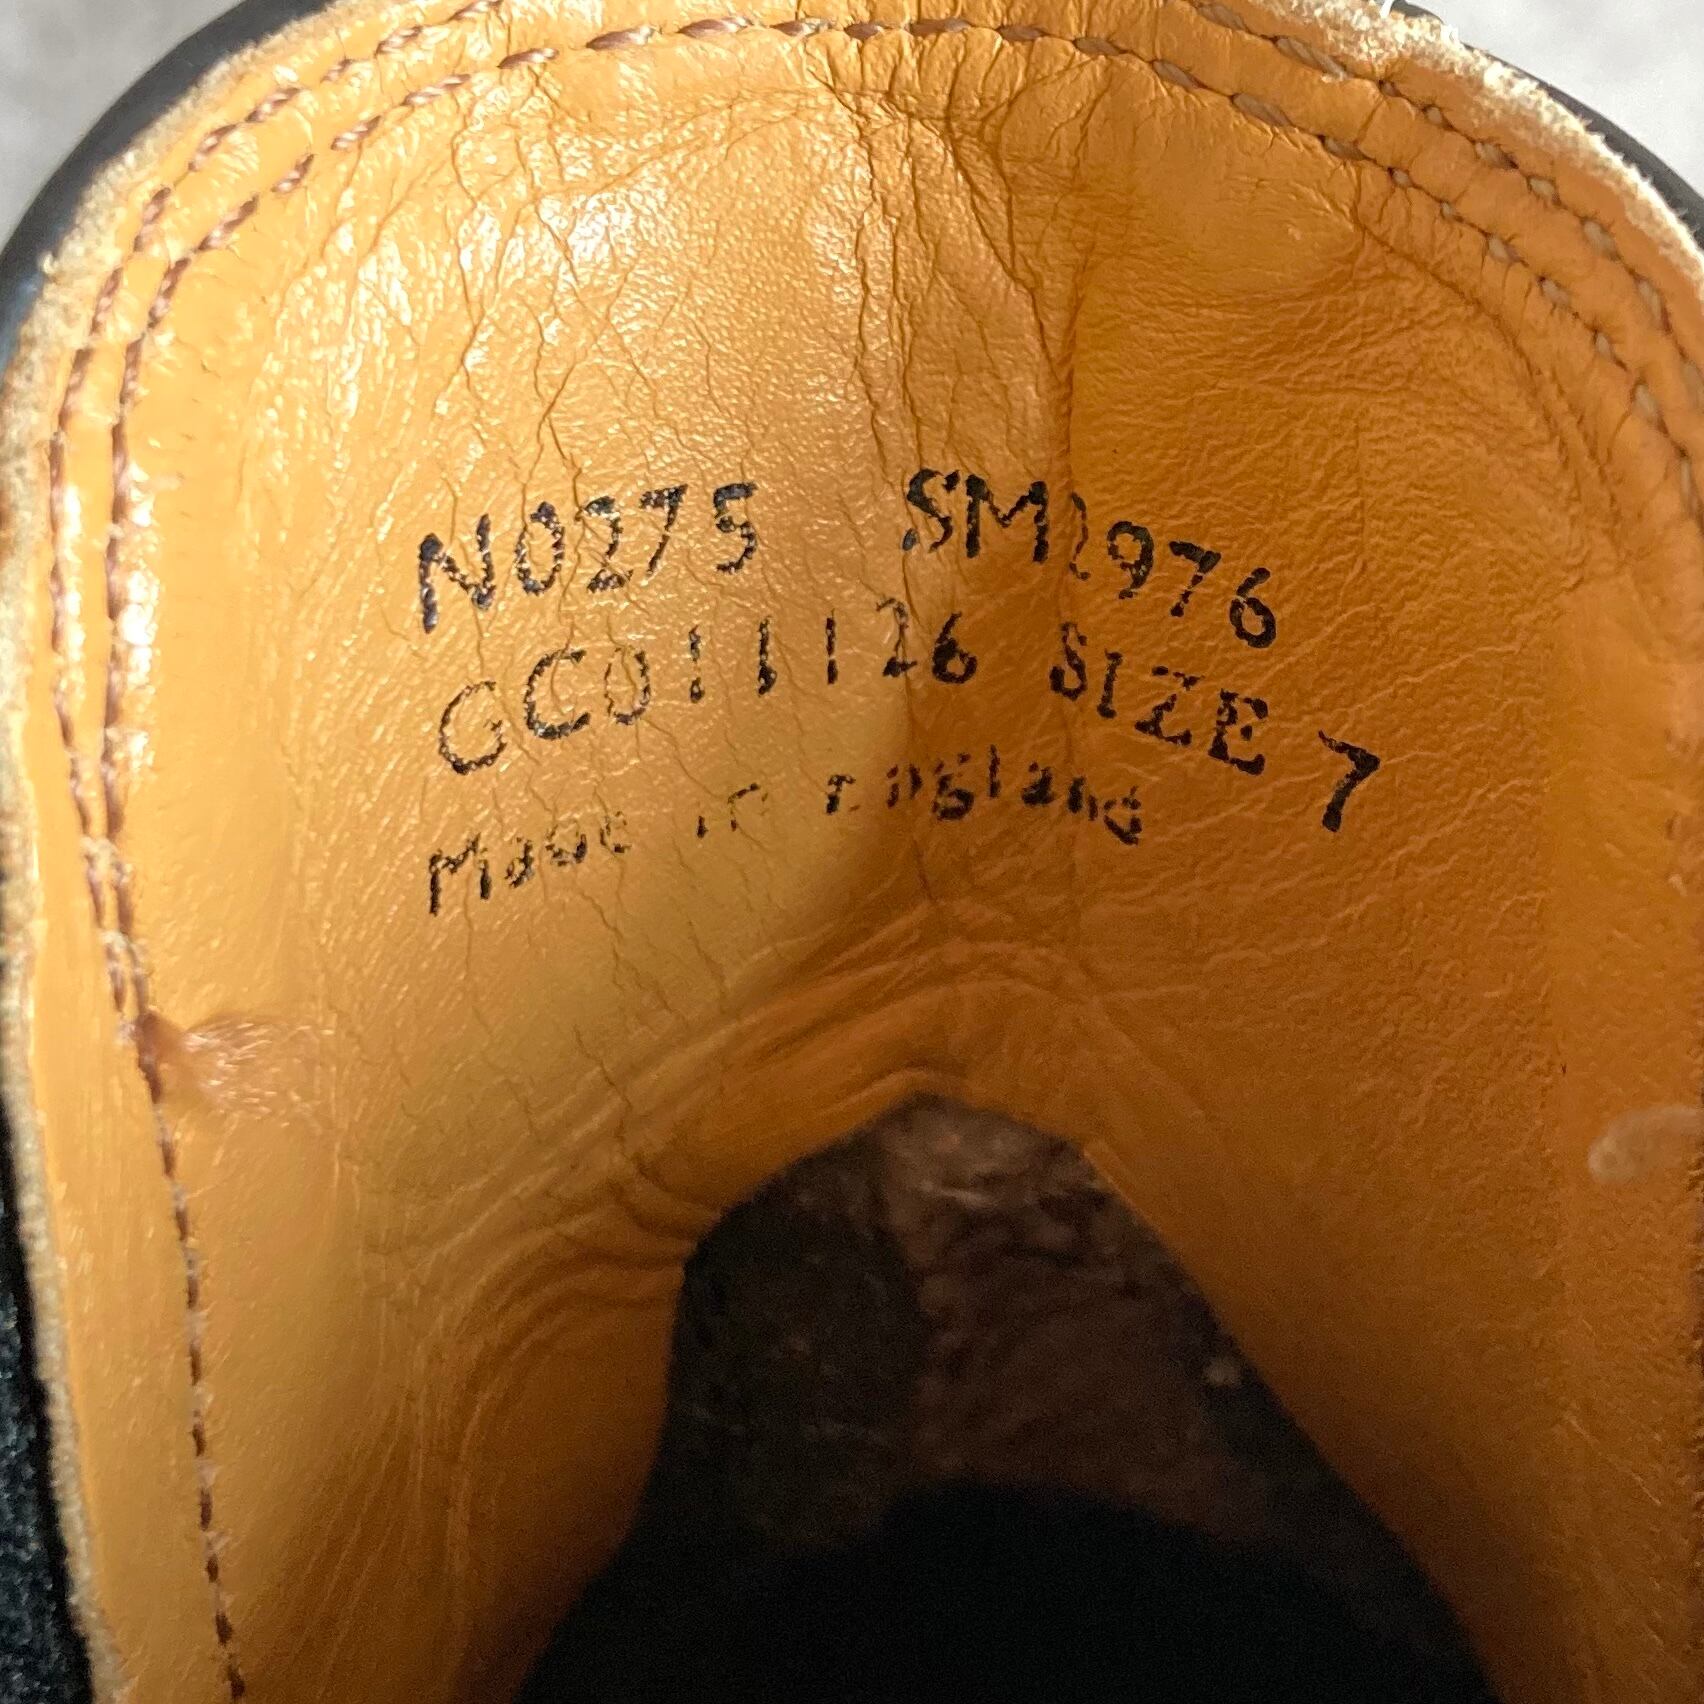 N0275 SM2976
GC011126 SIZE 7
Made in England